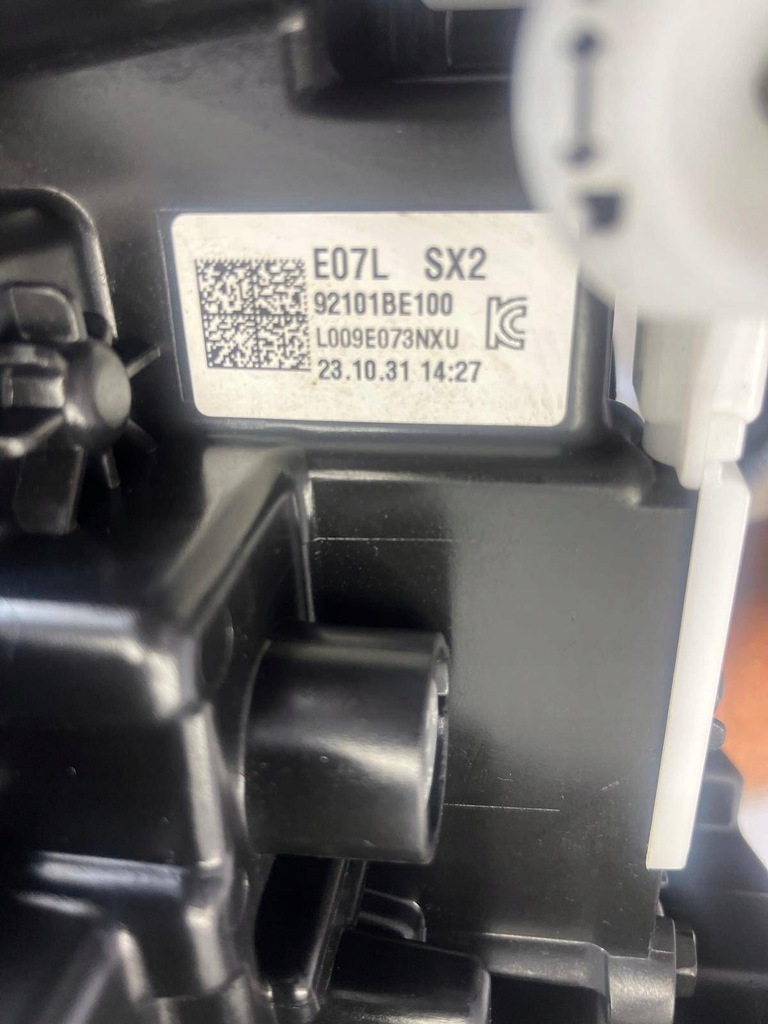 E07L SX2
92101BE100
L009E073NXU
23.10.31 14:27